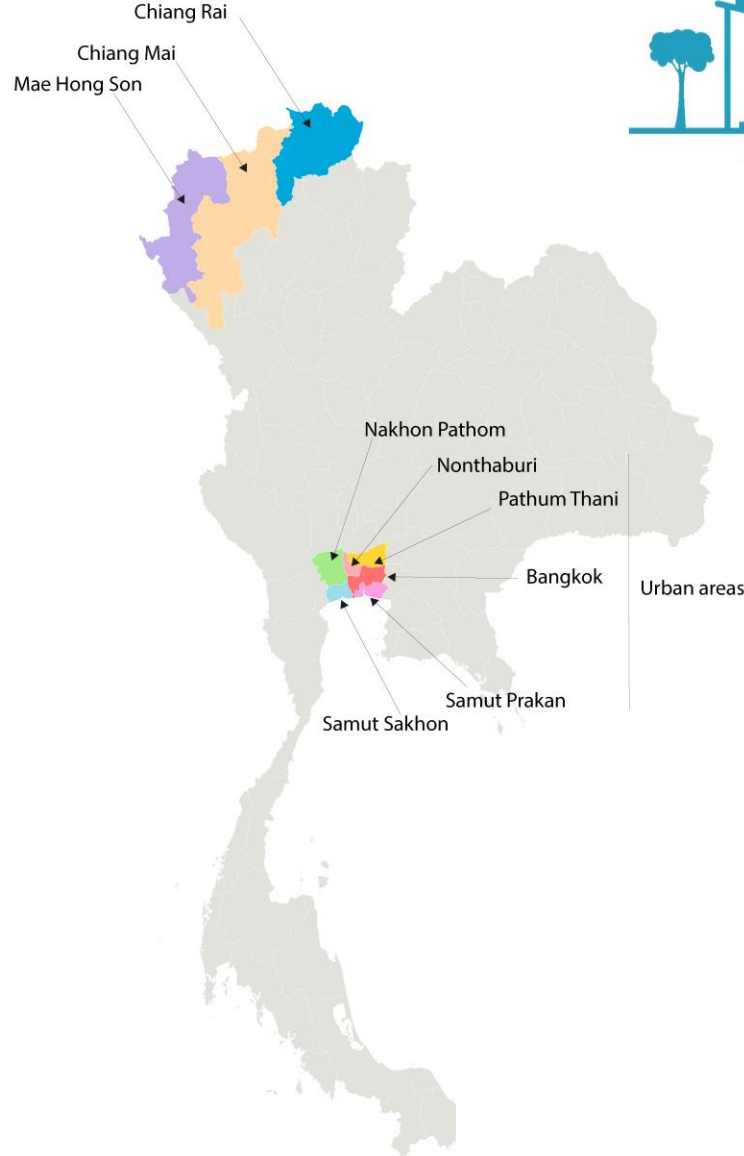 Chiang Rai
Chiang Mai
Mae Hong Son
Nakhon Pathom
Nonthaburi
Pathum Thani
Bangkok
Urban areas
Samut Prakan
Samut Sakhon